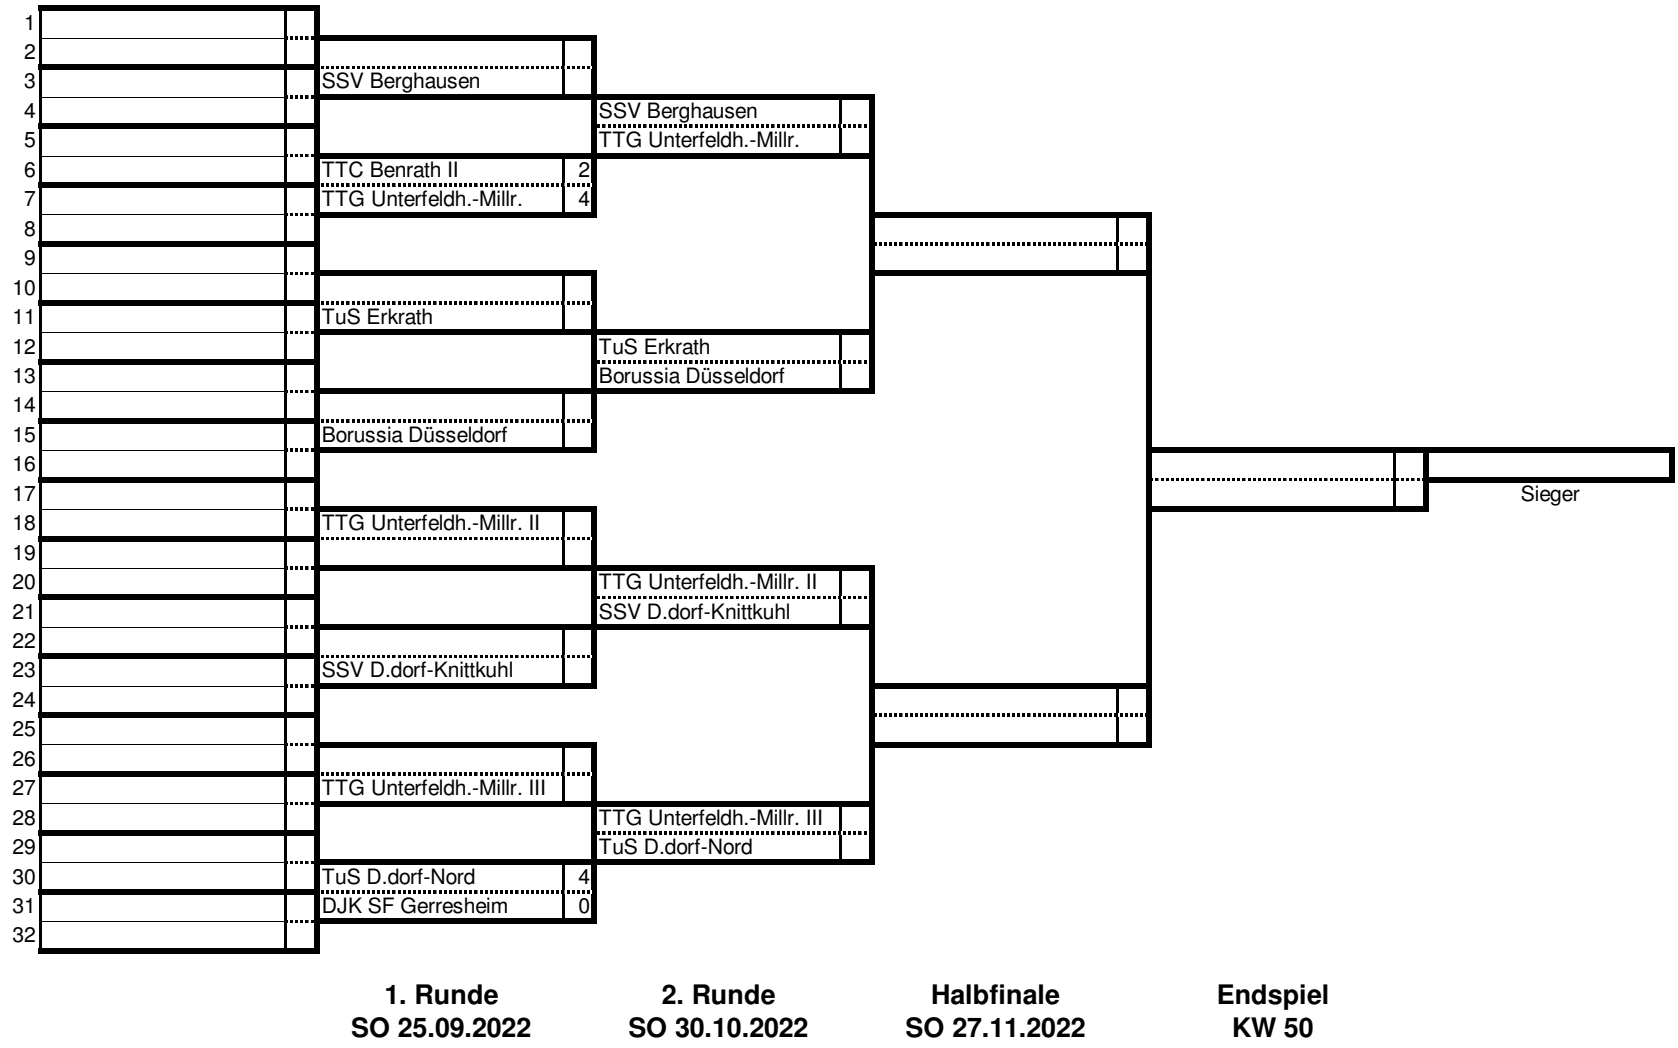 1
2
3 SSV Berghausen
4 SSV Berghausen
5 TTG Unterfeldh.-Millr.
6 TTC Benrath II 2
7 TTG Unterfeldh.-Millr. 4
8
9
10
11 TuS Erkrath
12 TuS Erkrath
13 Borussia Düsseldorf
14
15 Borussia Düsseldorf
16
17 Sieger
18 TTG Unterfeldh.-Millr. II
19
20 TTG Unterfeldh.-Millr. II
21 SSV D.dorf-Knittkuhl
22
23 SSV D.dorf-Knittkuhl
24
25
26
27 TTG Unterfeldh.-Millr. III
28 TTG Unterfeldh.-Millr. III
29 TuS D.dorf-Nord
30 TuS D.dorf-Nord 4
31 DJK SF Gerresheim 0
32
1. Runde 2. Runde Halbfinale Endspiel
SO 25.09.2022 SO 30.10.2022 SO 27.11.2022 KW 50